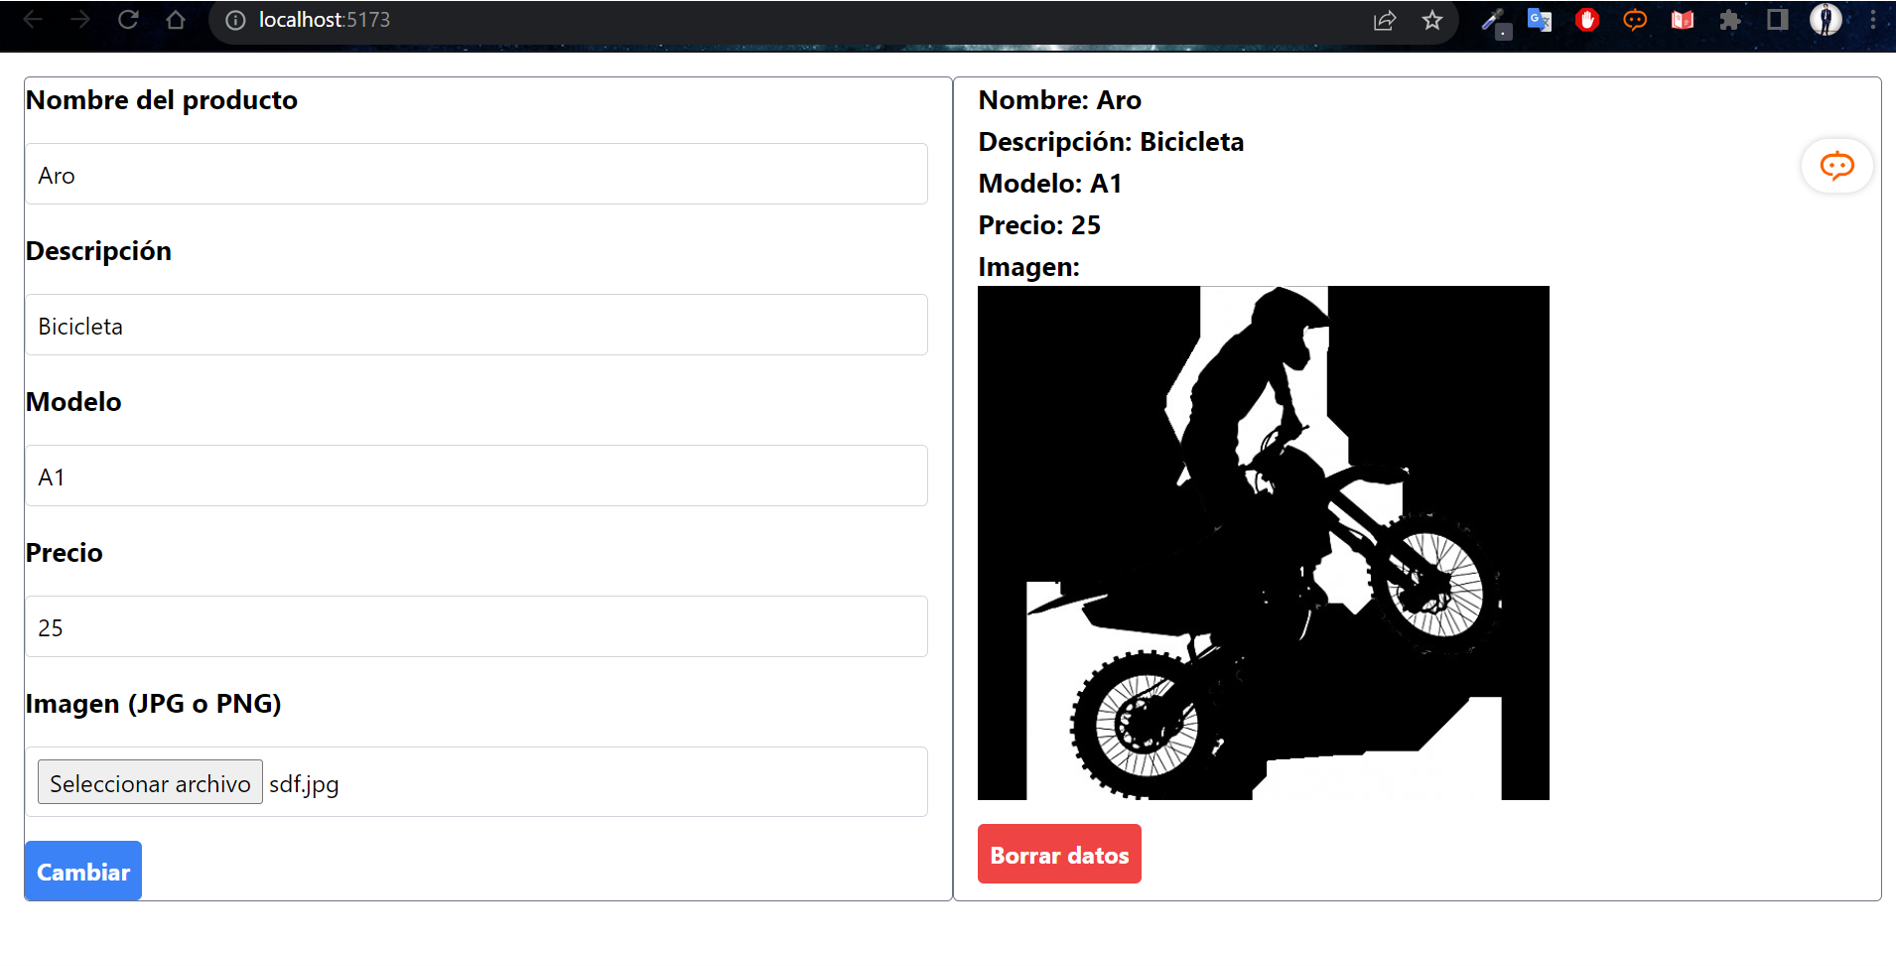 localhost:5173
Nombre del producto
Aro
Descripción
Bicicleta
Modelo
A1
Precio
25
Imagen (JPG o PNG)
Seleccionar archivo sdf.jpg
Cambiar
Nombre: Aro
Descripción: Bicicleta
Modelo: A1
Precio: 25
Imagen:
Borrar datos